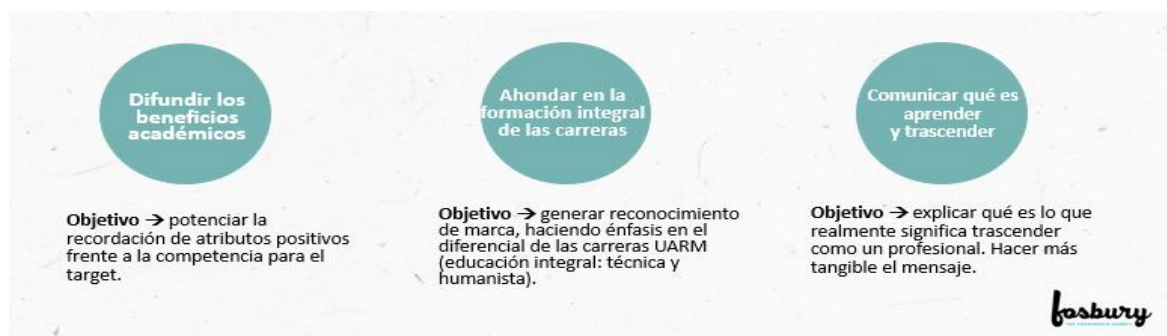 Difundir los
beneficios
académicos
Objetivo → potenciar la
recordación de atributos positivos
frente a la competencia para el
target.
Ahondar en la
formación integral
de las carreras
Objetivo → generar reconocimiento
de marca, haciendo énfasis en el
diferencial de las carreras UARM
(educación integral: técnica y
humanista).
Comunicar qué es
aprender
y trascender
Objetivo → explicar qué es lo que
realmente significa trascender
como un profesional. Hacer más
tangible el mensaje.
fosbury